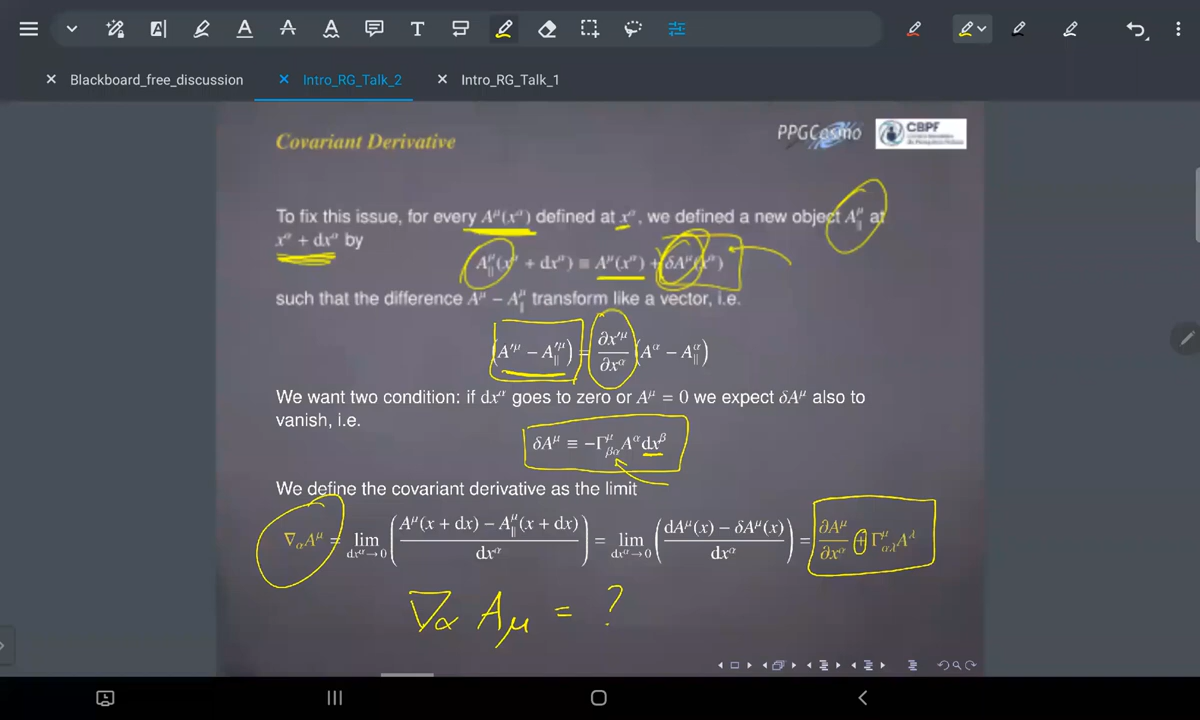 Blackboard_free_discussion
Intro_RG_Talk_2
Intro_RG_Talk_1
Covariant Derivative
PPGCosmo
CBPF
To fix this issue, for every A^μ(x^α) defined at x^α, we defined a new object A^μ_∥ at
x^α + dx^α by
A^μ_∥(x^α + dx^α) ≡ A^μ(x^α) + δA^μ(x^α)
such that the difference A^μ − A^μ_∥ transform like a vector, i.e.
(A'^μ − A'^μ_∥) = ∂x'^μ/∂x^α (A^α − A^α_∥)
We want two condition: if dx^α goes to zero or A^μ = 0 we expect δA^μ also to
vanish, i.e.
δA^μ ≡ −Γ^μ_βα A^α dx^β
We define the covariant derivative as the limit
∇_α A^μ = lim_{dx^α→0} ( (A^μ(x + dx) − A^μ_∥(x + dx)) / dx^α ) = lim_{dx^α→0} ( (dA^μ(x) − δA^μ(x)) / dx^α ) = ∂A^μ/∂x^α + Γ^μ_αλ A^λ
∇_α A_μ = ?